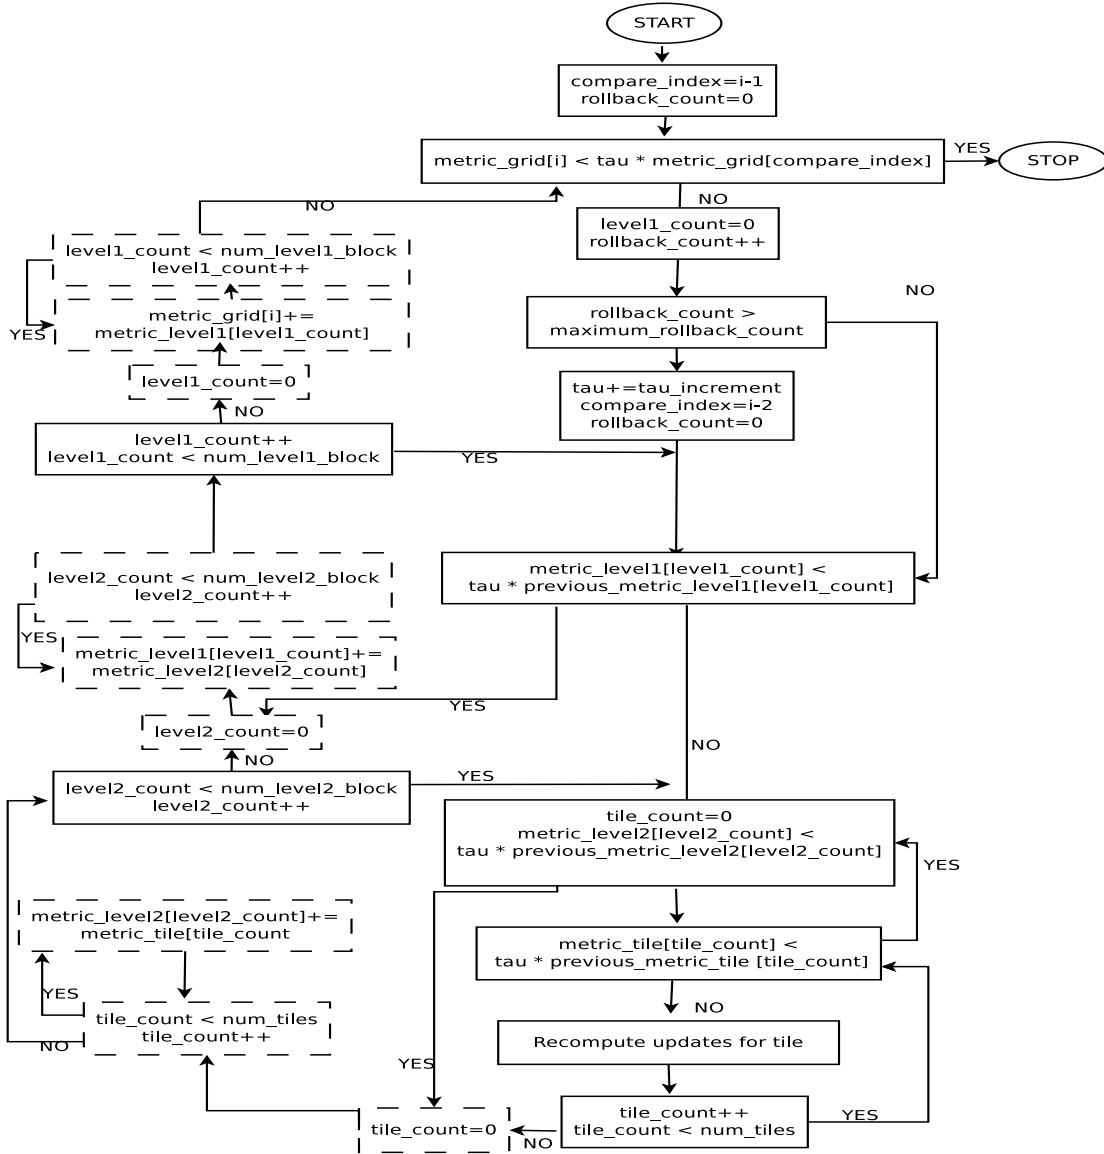 START
compare_index=i-1
rollback_count=0
metric_grid[i] < tau * metric_grid[compare_index]
YES
STOP
NO
level1_count=0
rollback_count++
NO
level1_count < num_level1_block
level1_count++
YES
metric_grid[i]+=
metric_level1[level1_count]
rollback_count >
maximum_rollback_count
NO
level1_count=0
NO
tau+=tau_increment
compare_index=i-2
rollback_count=0
level1_count++
level1_count < num_level1_block
YES
level2_count < num_level2_block
level2_count++
YES
metric_level1[level1_count] <
tau * previous_metric_level1[level1_count]
metric_level1[level1_count]+=
metric_level2[level2_count]
YES
level2_count=0
NO
NO
level2_count < num_level2_block
level2_count++
YES
tile_count=0
metric_level2[level2_count] <
tau * previous_metric_level2[level2_count]
YES
metric_level2[level2_count]+=
metric_tile[tile_count
YES
metric_tile[tile_count] <
tau * previous_metric_tile [tile_count]
tile_count < num_tiles
tile_count++
NO
NO
Recompute updates for tile
YES
tile_count++
tile_count < num_tiles
YES
NO
tile_count=0